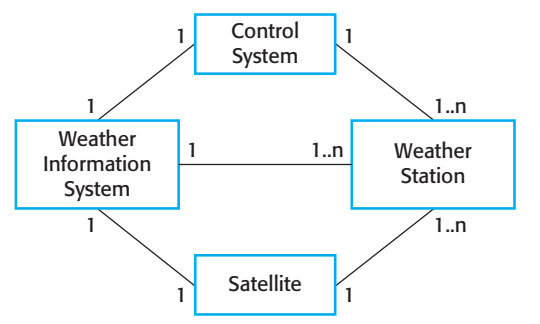 Control
System
1
1
1
1..n
Weather
Information
System
1
1..n
Weather
Station
1
1..n
Satellite
1
1